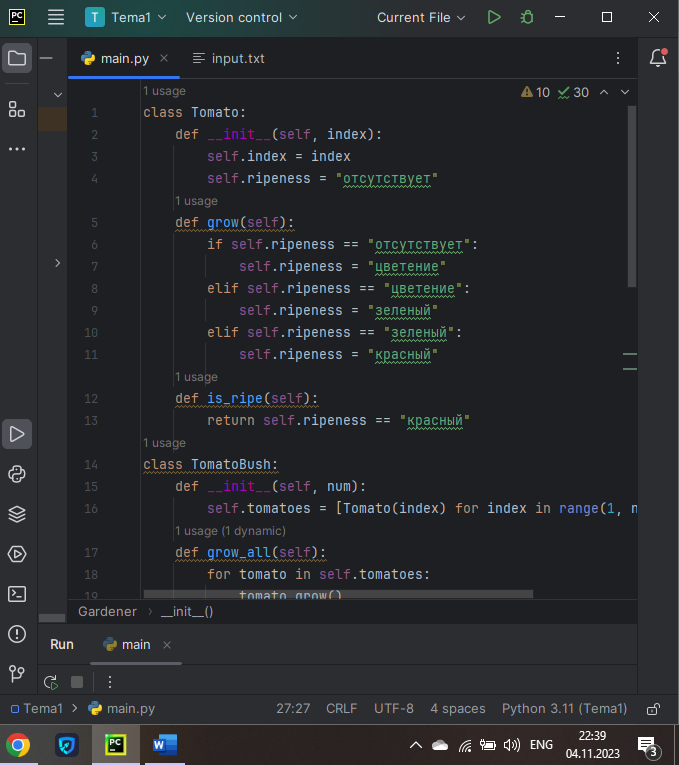 PC
T Tema1 Version control Current File
main.py input.txt
1 usage 10 30
1 class Tomato:
2 def __init__(self, index):
3 self.index = index
4 self.ripeness = "отсутствует"
1 usage
5 def grow(self):
6 if self.ripeness == "отсутствует":
7 self.ripeness = "цветение"
8 elif self.ripeness == "цветение":
9 self.ripeness = "зеленый"
10 elif self.ripeness == "зеленый":
11 self.ripeness = "красный"
1 usage
12 def is_ripe(self):
13 return self.ripeness == "красный"
1 usage
14 class TomatoBush:
15 def __init__(self, num):
16 self.tomatoes = [Tomato(index) for index in range(1, n
1 usage (1 dynamic)
17 def grow_all(self):
18 for tomato in self.tomatoes:
19 tomato.grow()
Gardener > __init__()
Run main
Tema1 > main.py 27:27 CRLF UTF-8 4 spaces Python 3.11 (Tema1)
PC W ENG 22:39
04.11.2023 3